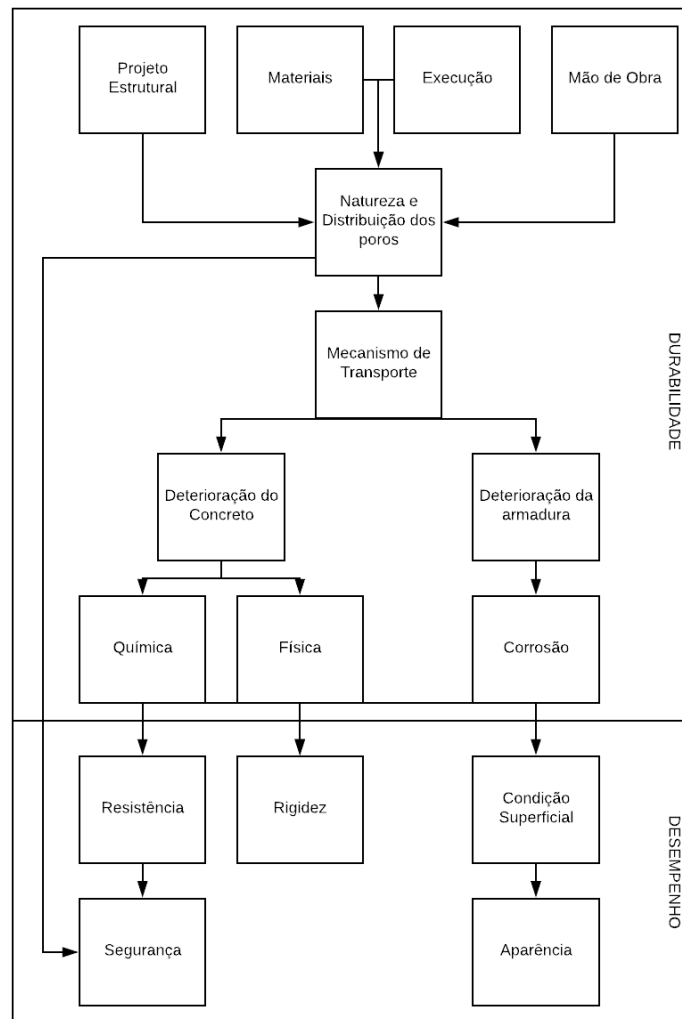 Projeto
Estrutural
Materiais
Execução
Mão de Obra
Natureza e
Distribuição dos
poros
Mecanismo de
Transporte
DURABILIDADE
Deterioração do
Concreto
Deterioração da
armadura
Química
Física
Corrosão
Resistência
Rigidez
Condição
Superficial
DESEMPENHO
Segurança
Aparência